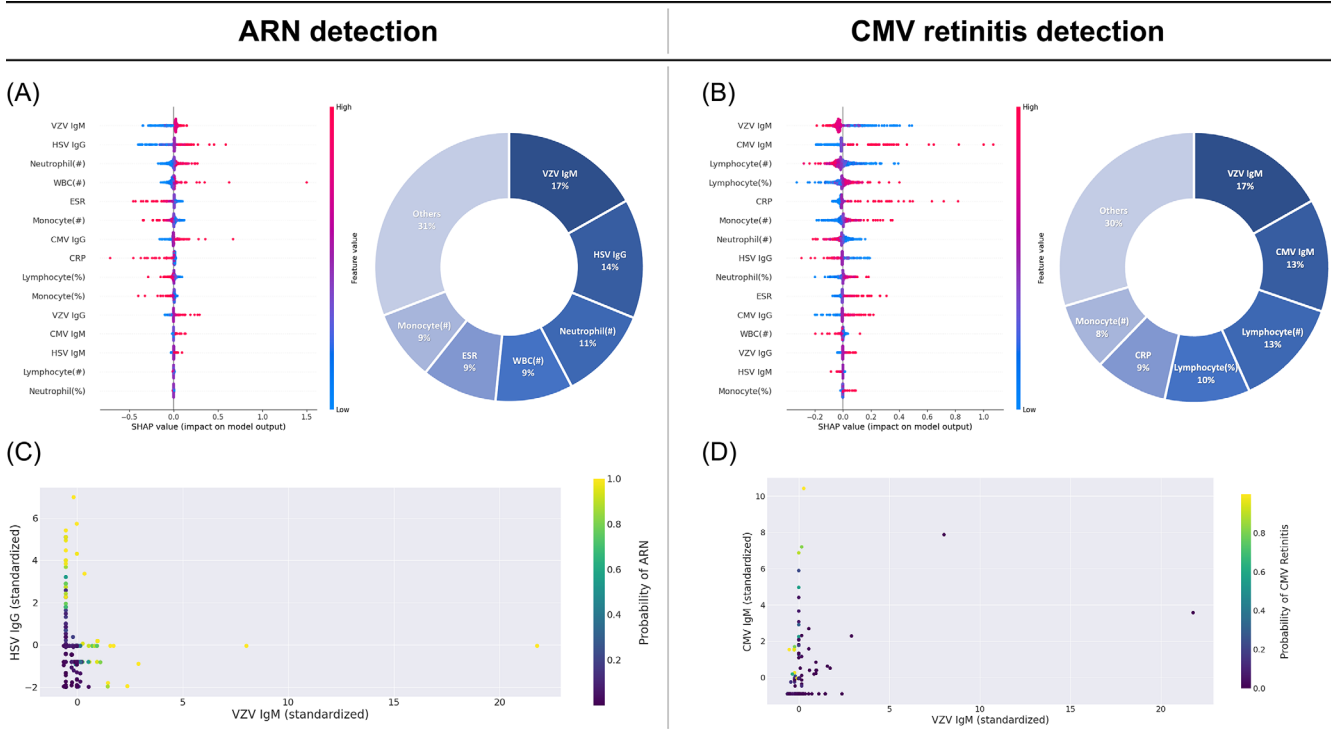 ARN detection
CMV retinitis detection
(A)
VZV IgM
HSV IgG
Neutrophil(#)
WBC(#)
ESR
Monocyte(#)
CMV IgG
CRP
Lymphocyte(%)
Monocyte(%)
VZV IgG
CMV IgM
HSV IgM
Lymphocyte(#)
Neutrophil(%)
−0.5 0.0 0.5 1.0 1.5
SHAP value (impact on model output)
High
Feature value
Low
VZV IgM
17%
HSV IgG
14%
Neutrophil(#)
11%
WBC(#)
9%
ESR
9%
Monocyte(#)
9%
Others
31%
(B)
VZV IgM
CMV IgM
Lymphocyte(#)
Lymphocyte(%)
CRP
Monocyte(#)
Neutrophil(#)
HSV IgG
Neutrophil(%)
ESR
CMV IgG
WBC(#)
VZV IgG
HSV IgM
Monocyte(%)
−0.4 −0.2 0.0 0.2 0.4 0.6 0.8 1.0
SHAP value (impact on model output)
High
Feature value
Low
VZV IgM
17%
CMV IgM
13%
Lymphocyte(#)
13%
Lymphocyte(%)
10%
CRP
9%
Monocyte(#)
8%
Others
30%
(C)
HSV IgG (standardized)
6
4
2
0
−2
0 5 10 15 20
VZV IgM (standardized)
1.0
0.8
0.6
0.4
0.2
Probability of ARN
(D)
CMV IgM (standardized)
10
8
6
4
2
0
0 5 10 15 20
VZV IgM (standardized)
0.8
0.6
0.4
0.2
0.0
Probability of CMV Retinitis